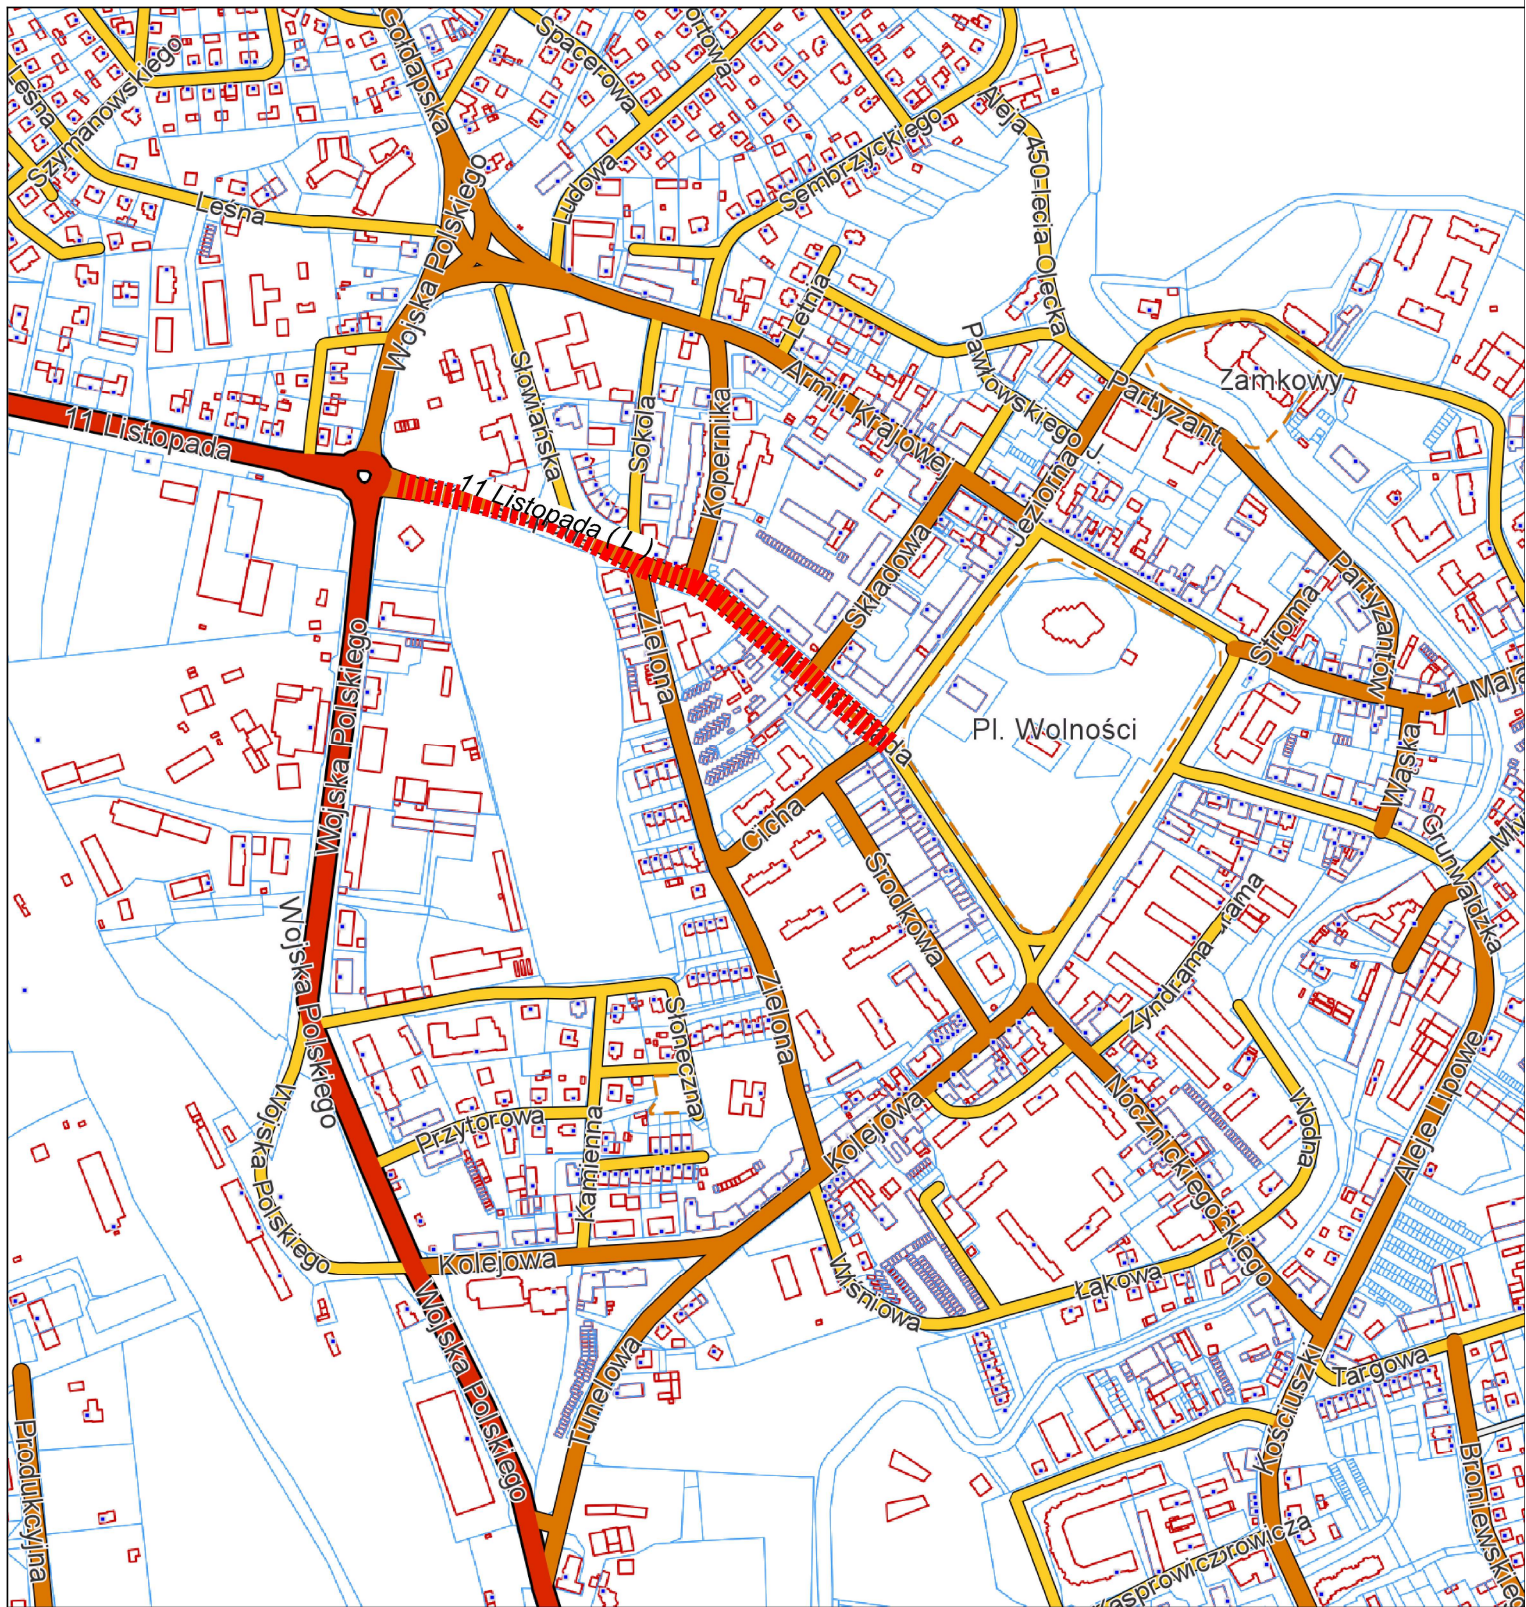 Gołdapska
Spacerowa
Leśna
Szymanowskiego
Aleja 450-lecia Olecka
Sembrzyckiego
Ludowa
Leśna
Wojska Polskiego
Letnia
Pawłowskiego J.
Zamkowy
Partyzant
Armii Krajowej
Słowiańska
Sokola
Kopernika
11 Listopada
11 Listopada ( L )
Jeziorna
Składowa
Stroma
Partyzantów
1 Maja
Zielona
Wojska Polskiego
Pl. Wolności
Wąska
Cicha
Środkowa
Grunwaldzka
Zyndrama
rama
Wojska Polskiego
Zielona
Słoneczna
Wojska Polskiego
Przytorowa
Kamienna
Kolejowa
Nocznickiego
Wodna
Aleje Lipowe
Kolejowa
Wiśniowa
Łąkowa
ckiego
Wojska Polskiego
Tunelowa
Targowa
Kościuszki
Produkcyjna